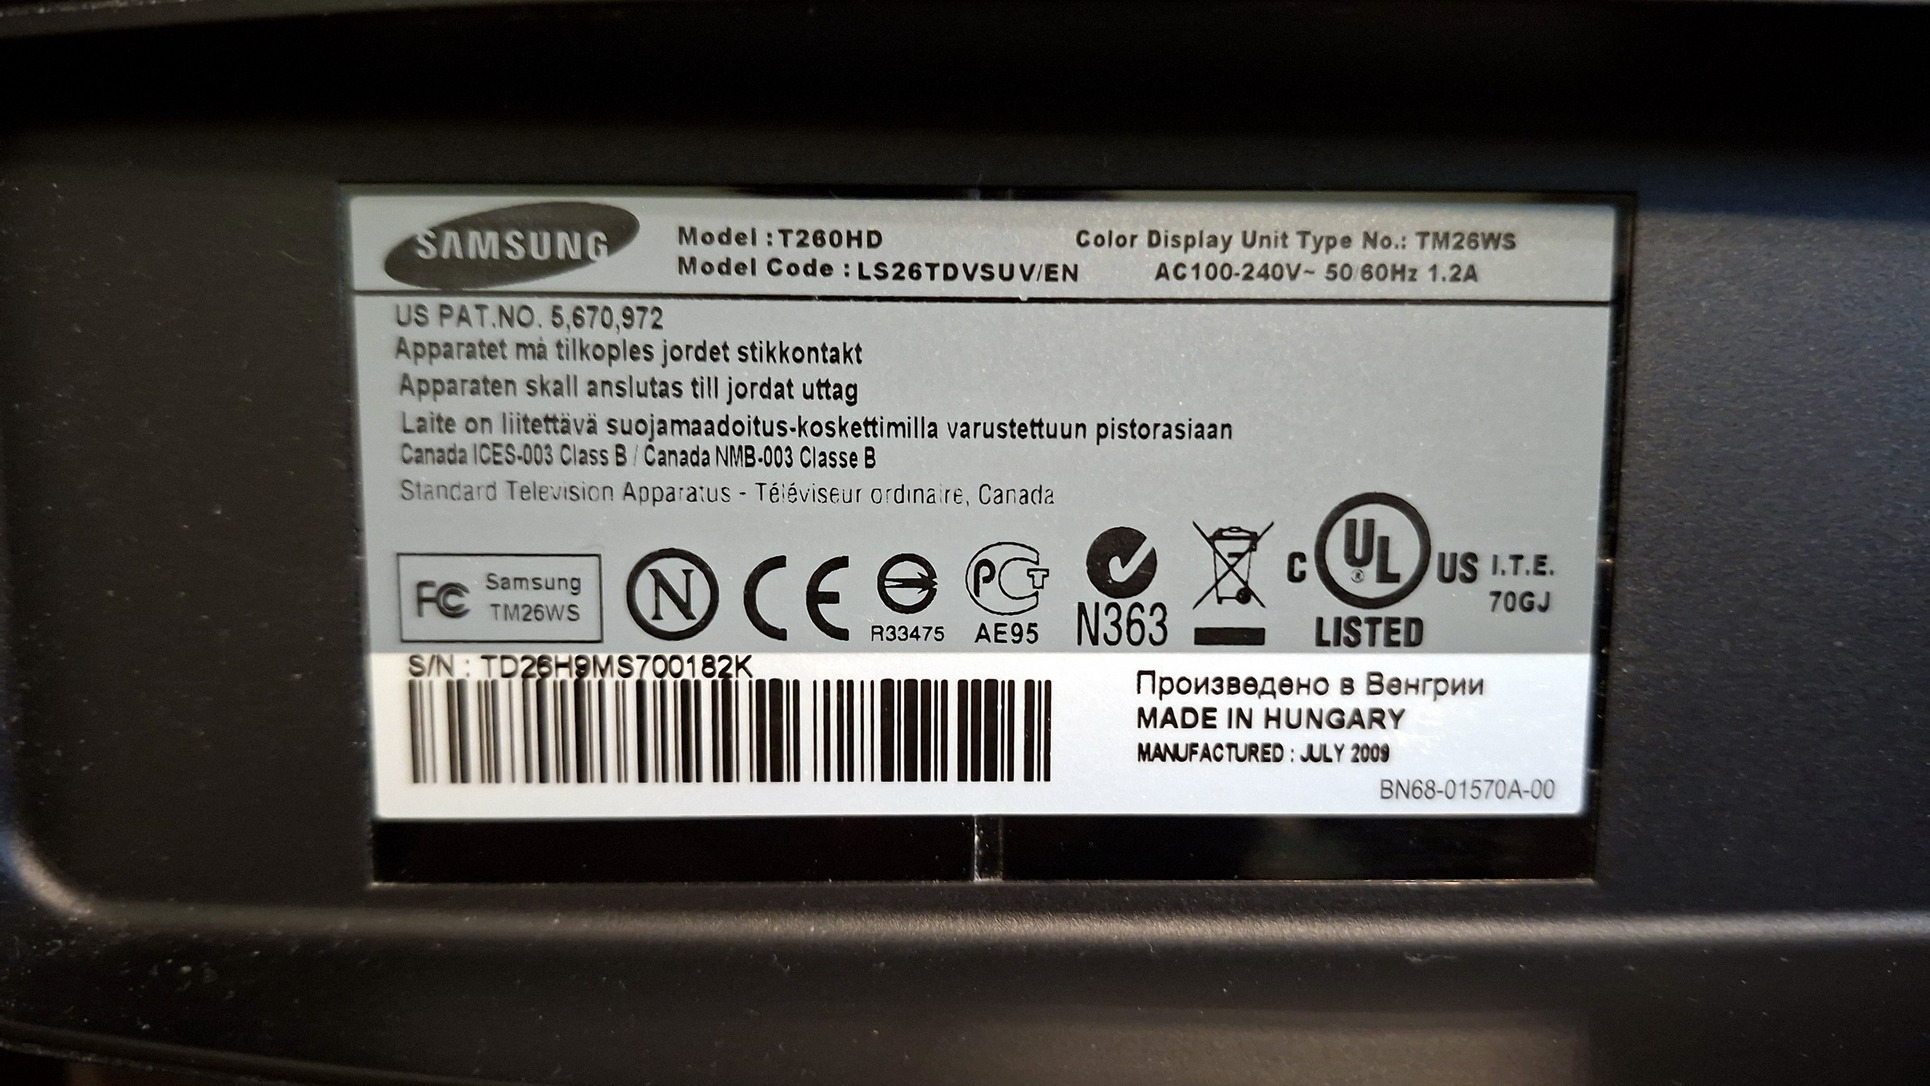 SAMSUNG
Model : T260HD
Model Code : LS26TDVSUV/EN
Color Display Unit Type No.: TM26WS
AC100-240V~ 50/60Hz 1.2A
US PAT.NO. 5,670,972
Apparatet må tilkoples jordet stikkontakt
Apparaten skall anslutas till jordat uttag
Laite on liitettävä suojamaadoitus-koskettimilla varustettuun pistorasiaan
Canada ICES-003 Class B / Canada NMB-003 Classe B
Standard Television Apparatus - Téléviseur ordinaire, Canada
FC Samsung
TM26WS
N
CE
R33475
PCT
AE95
N363
C UL® US
LISTED
I.T.E.
70GJ
S/N : TD26H9MS700182K
Произведено в Венгрии
MADE IN HUNGARY
MANUFACTURED : JULY 2009
BN68-01570A-00